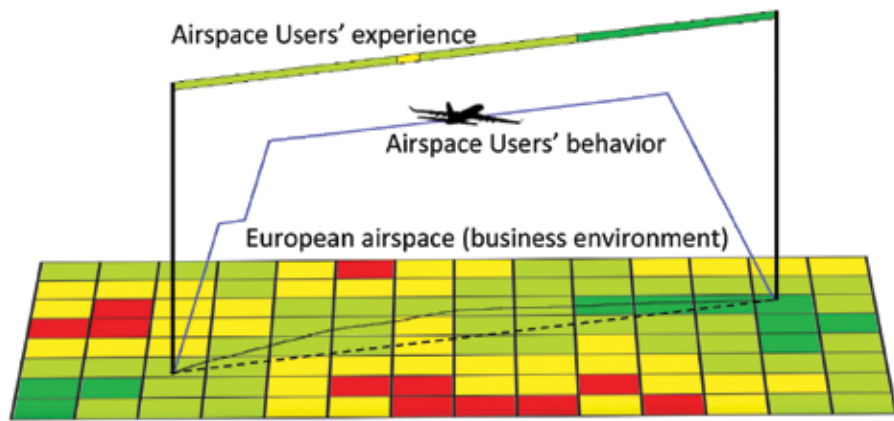 Airspace Users' experience
Airspace Users' behavior
European airspace (business environment)